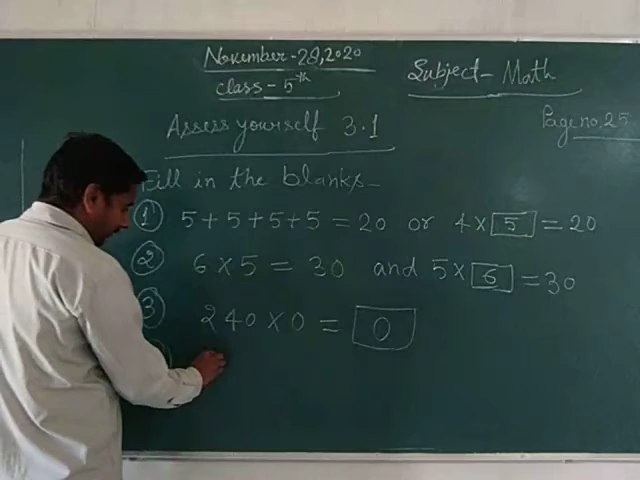 November-28, 2020
Class-5th
Subject-Math
Page no. 25
Assess yourself 3.1
Fill in the blanks-
1 5+5+5+5=20 or 4×5=20
2 6×5=30 and 5×6=30
3 240×0=0